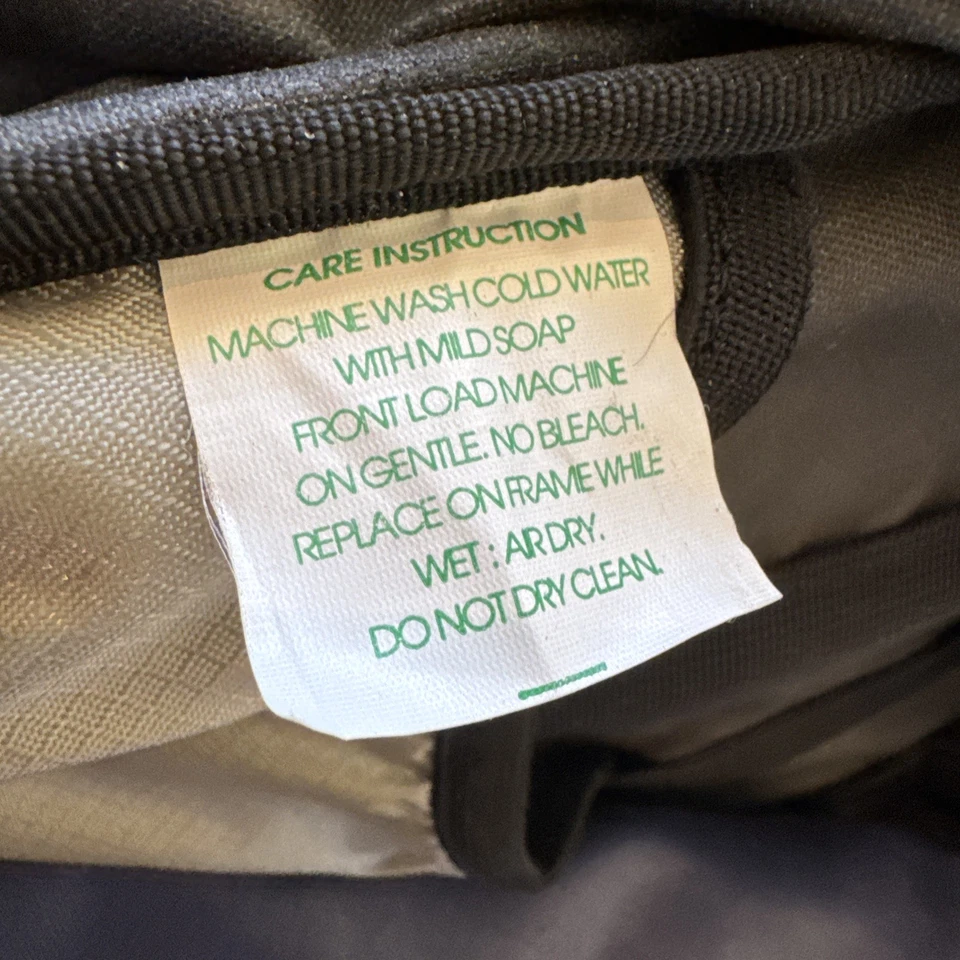 CARE INSTRUCTION
MACHINE WASH COLD WATER
WITH MILD SOAP
FRONT LOAD MACHINE
ON GENTLE. NO BLEACH.
REPLACE ON FRAME WHILE
WET : AIR DRY.
DO NOT DRY CLEAN.